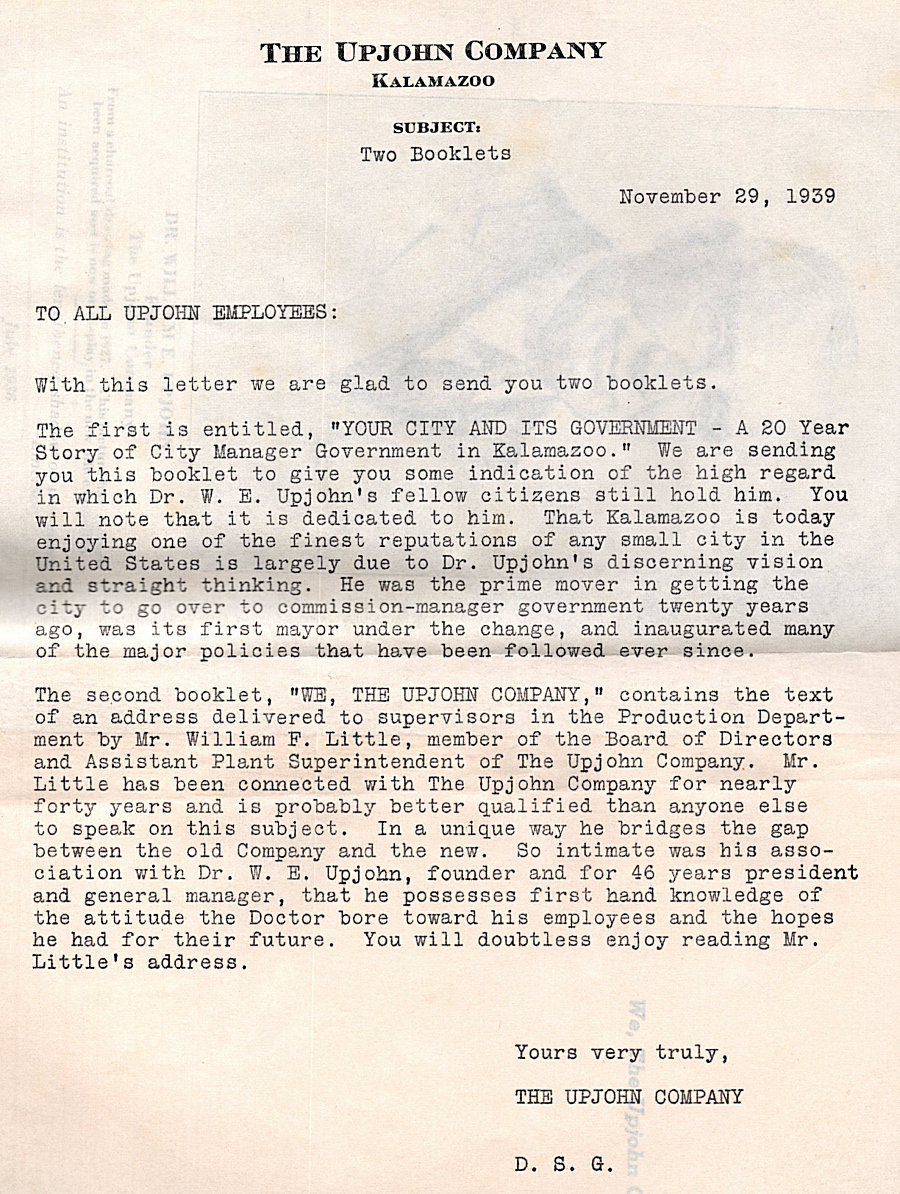 THE UPJOHN COMPANY
KALAMAZOO
SUBJECT:
Two Booklets
November 29, 1939
TO ALL UPJOHN EMPLOYEES:
With this letter we are glad to send you two booklets.
The first is entitled, "YOUR CITY AND ITS GOVERNMENT - A 20 Year
Story of City Manager Government in Kalamazoo." We are sending
you this booklet to give you some indication of the high regard
in which Dr. W. E. Upjohn's fellow citizens still hold him. You
will note that it is dedicated to him. That Kalamazoo is today
enjoying one of the finest reputations of any small city in the
United States is largely due to Dr. Upjohn's discerning vision
and straight thinking. He was the prime mover in getting the
city to go over to commission-manager government twenty years
ago, was its first mayor under the change, and inaugurated many
of the major policies that have been followed ever since.
The second booklet, "WE, THE UPJOHN COMPANY," contains the text
of an address delivered to supervisors in the Production Depart-
ment by Mr. William F. Little, member of the Board of Directors
and Assistant Plant Superintendent of The Upjohn Company. Mr.
Little has been connected with The Upjohn Company for nearly
forty years and is probably better qualified than anyone else
to speak on this subject. In a unique way he bridges the gap
between the old Company and the new. So intimate was his asso-
ciation with Dr. W. E. Upjohn, founder and for 46 years president
and general manager, that he possesses first hand knowledge of
the attitude the Doctor bore toward his employees and the hopes
he had for their future. You will doubtless enjoy reading Mr.
Little's address.
Yours very truly,
THE UPJOHN COMPANY
D. S. G.
We, The Upjohn C